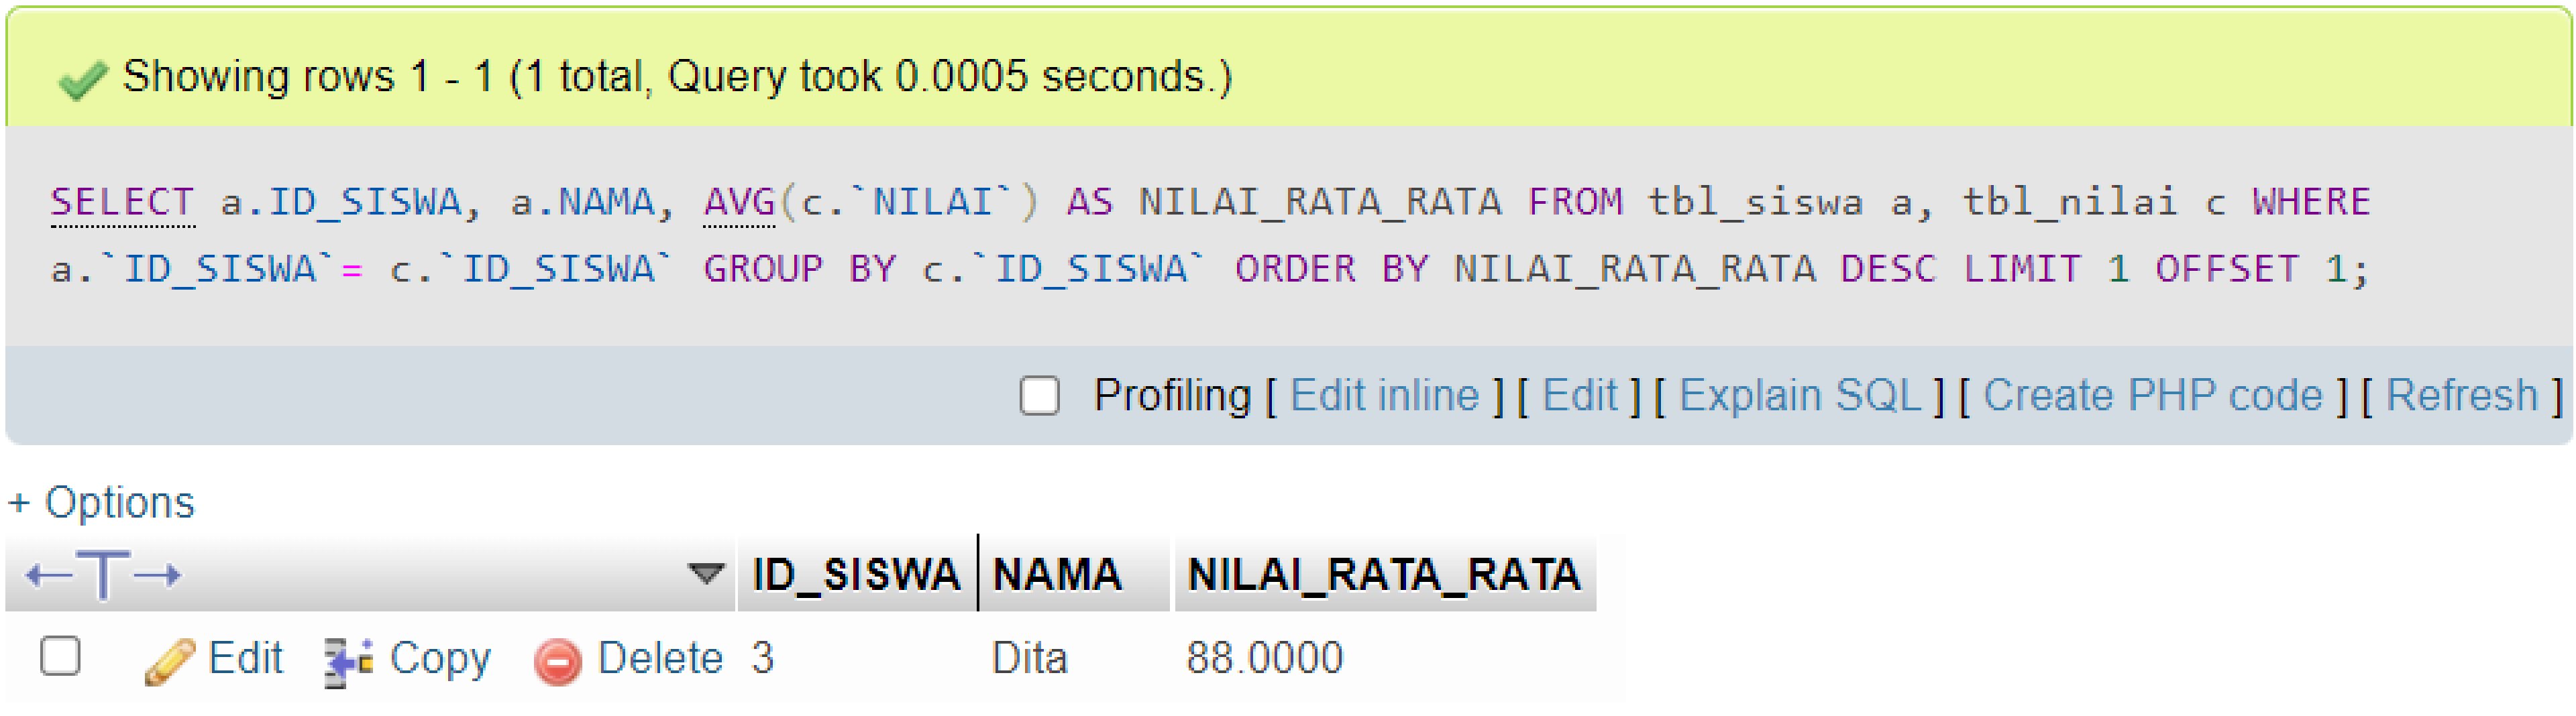 Showing rows 1 - 1 (1 total, Query took 0.0005 seconds.)
SELECT a.ID_SISWA, a.NAMA, AVG(c.`NILAI`) AS NILAI_RATA_RATA FROM tbl_siswa a, tbl_nilai c WHERE
a.`ID_SISWA`= c.`ID_SISWA` GROUP BY c.`ID_SISWA` ORDER BY NILAI_RATA_RATA DESC LIMIT 1 OFFSET 1;
Profiling [ Edit inline ] [ Edit ] [ Explain SQL ] [ Create PHP code ] [ Refresh ]
+ Options
←T→ ID_SISWA NAMA NILAI_RATA_RATA
Edit Copy Delete 3 Dita 88.0000